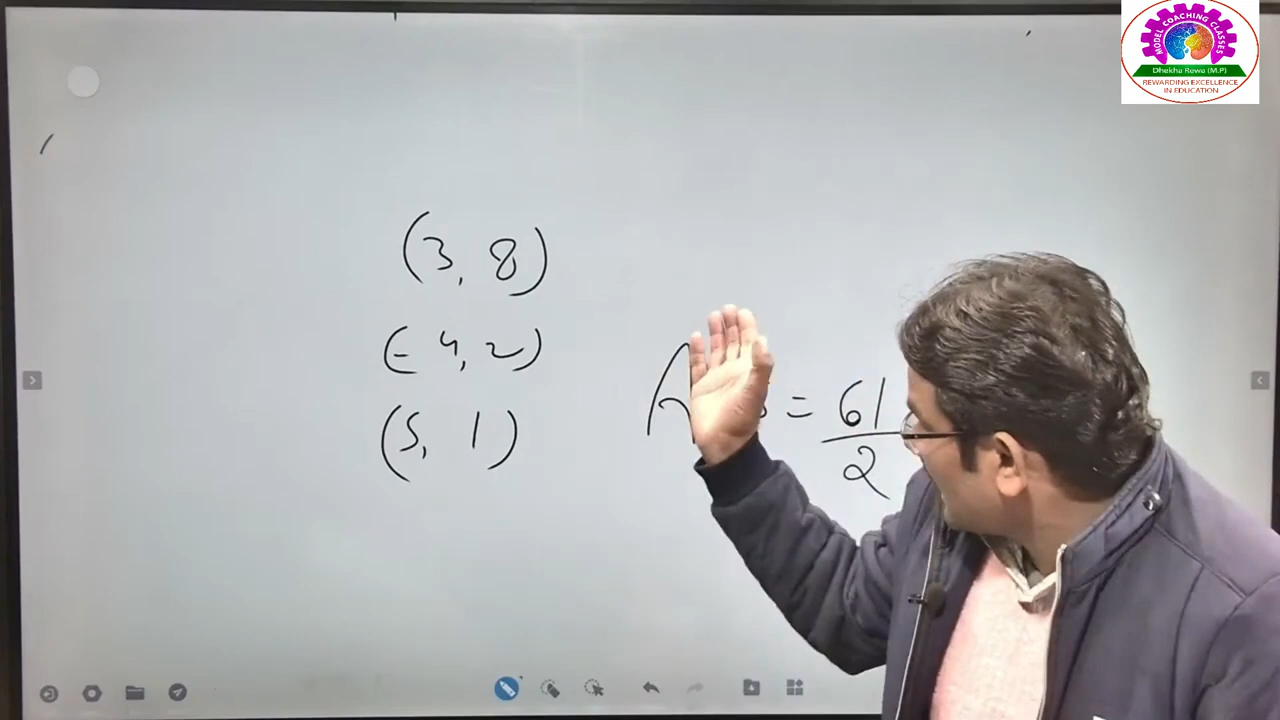 MODEL COACHING CLASSES
Dhekha Rewa (M.P)
REWARDING EXCELLENCE
IN EDUCATION
(3, 8)
(-4, 2)
(5, 1)
= 61
2